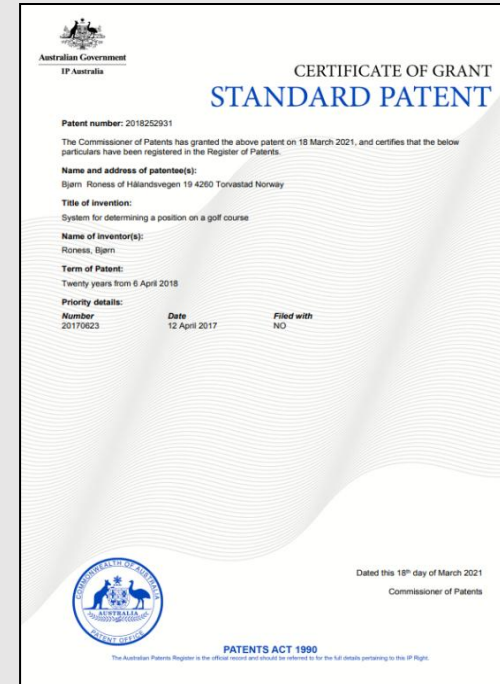 Australian Government
IP Australia
CERTIFICATE OF GRANT
STANDARD PATENT
Patent number: 2018252931
The Commissioner of Patents has granted the above patent on 18 March 2021, and certifies that the below
particulars have been registered in the Register of Patents.
Name and address of patentee(s):
Bjørn Roness of Hålandsvegen 19 4260 Torvastad Norway
Title of invention:
System for determining a position on a golf course
Name of inventor(s):
Roness, Bjørn
Term of Patent:
Twenty years from 6 April 2018
Priority details:
Number Date Filed with
20170623 12 April 2017 NO
Dated this 18th day of March 2021
Commissioner of Patents
COMMONWEALTH OF AUSTRALIA
AUSTRALIA
PATENT OFFICE
PATENTS ACT 1990
The Australian Patents Register is the official record and should be referred to for the full details pertaining to this IP Right.